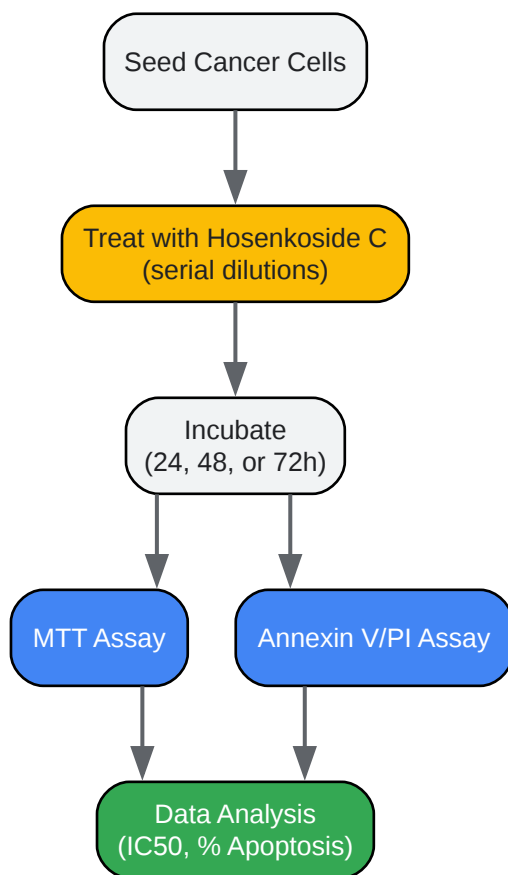 Seed Cancer Cells
Treat with Hosenkoside C
(serial dilutions)
Incubate
(24, 48, or 72h)
MTT Assay
Annexin V/PI Assay
Data Analysis
(IC50, % Apoptosis)